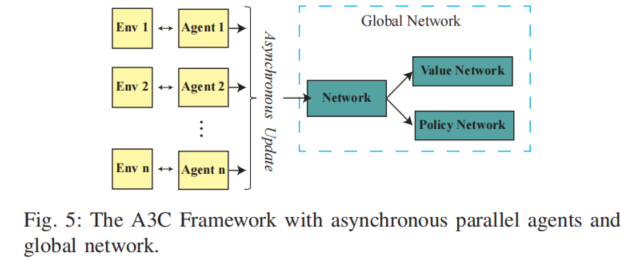 Global Network
Env 1
Agent 1
Env 2
Agent 2
Env n
Agent n
Asynchronous Update
Network
Value Network
Policy Network
Fig. 5: The A3C Framework with asynchronous parallel agents and
global network.